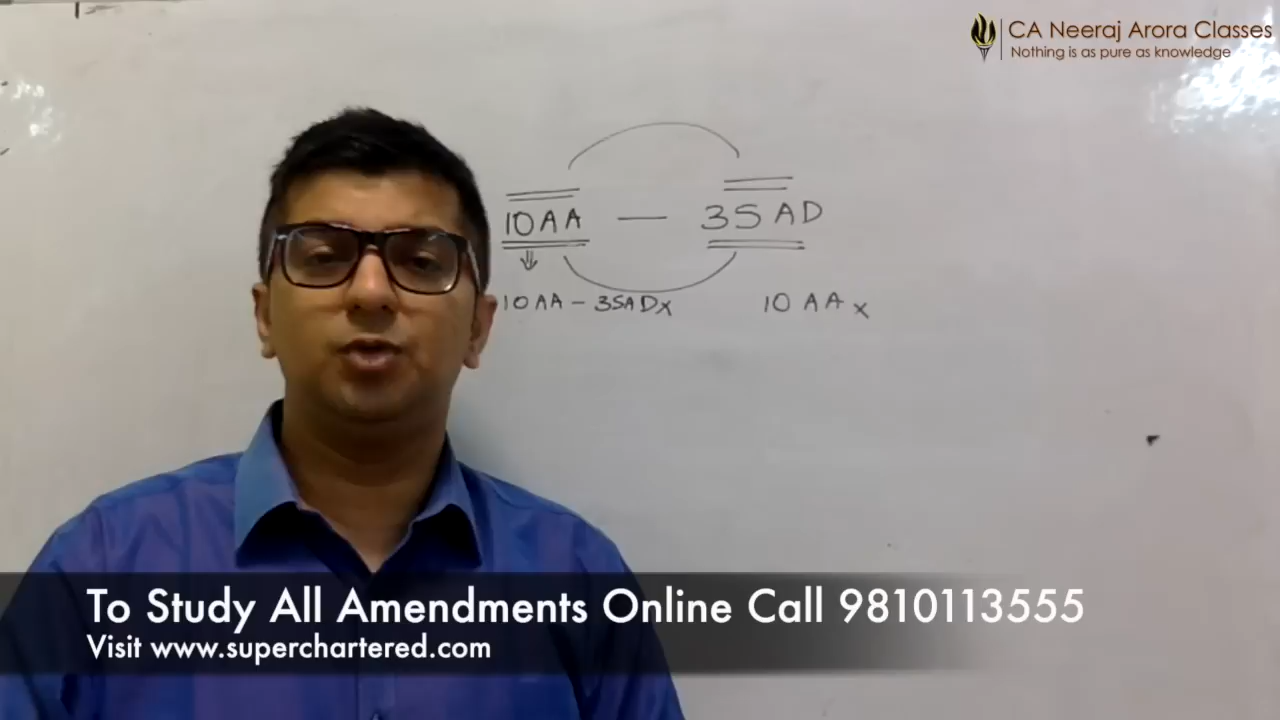 CA Neeraj Arora Classes
Nothing is as pure as knowledge
10AA — 35AD
10AA - 35ADx 10 AA x
To Study All Amendments Online Call 9810113555
Visit www.superchartered.com